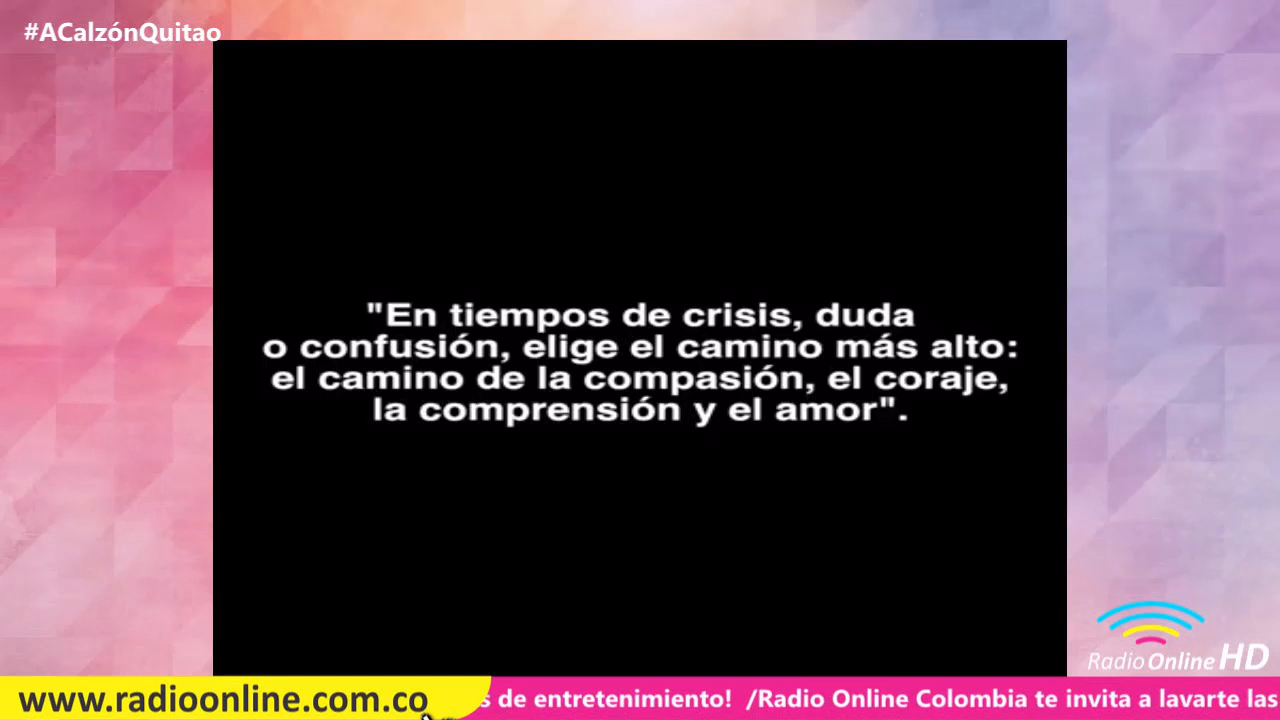 #ACalzónQuitao
"En tiempos de crisis, duda
o confusión, elige el camino más alto:
el camino de la compasión, el coraje,
la comprensión y el amor".
Radio Online HD
www.radioonline.com.co
s de entretenimiento! /Radio Online Colombia te invita a lavarte las